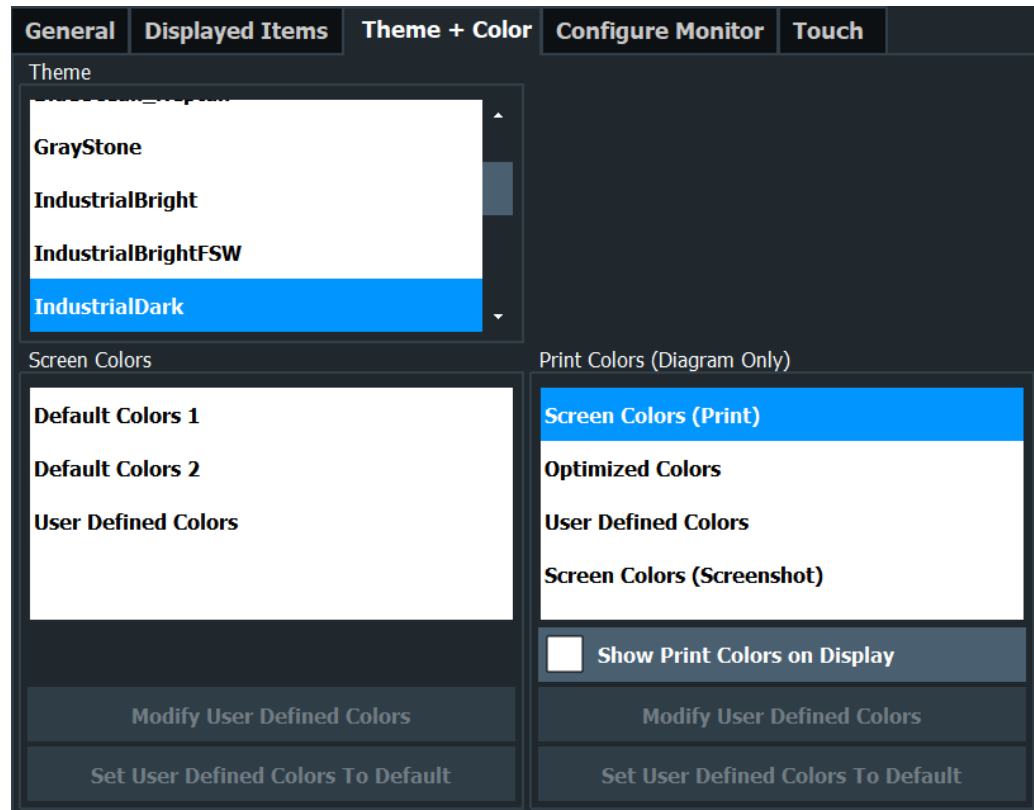 General Displayed Items Theme + Color Configure Monitor Touch
Theme
GrayStone
IndustrialBright
IndustrialBrightFSW
IndustrialDark
Screen Colors
Default Colors 1
Default Colors 2
User Defined Colors
Modify User Defined Colors
Set User Defined Colors To Default
Print Colors (Diagram Only)
Screen Colors (Print)
Optimized Colors
User Defined Colors
Screen Colors (Screenshot)
Show Print Colors on Display
Modify User Defined Colors
Set User Defined Colors To Default